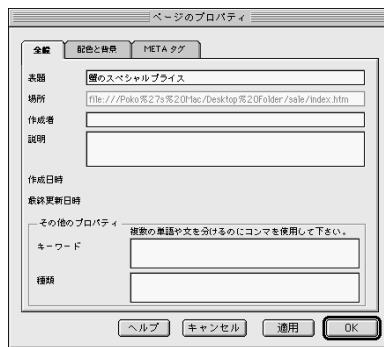 ページのプロパティ
全般 配色と背景 META タグ
表題 蟹のスペシャルプライス
場所 file:///Poko%27s%20Mac/Desktop%20Folder/sale/index.htm
作成者
説明
作成日時
最終更新日時
その他のプロパティ
複数の単語や文を分けるのにコンマを使用して下さい。
キーワード
種類
ヘルプ キャンセル 適用 OK